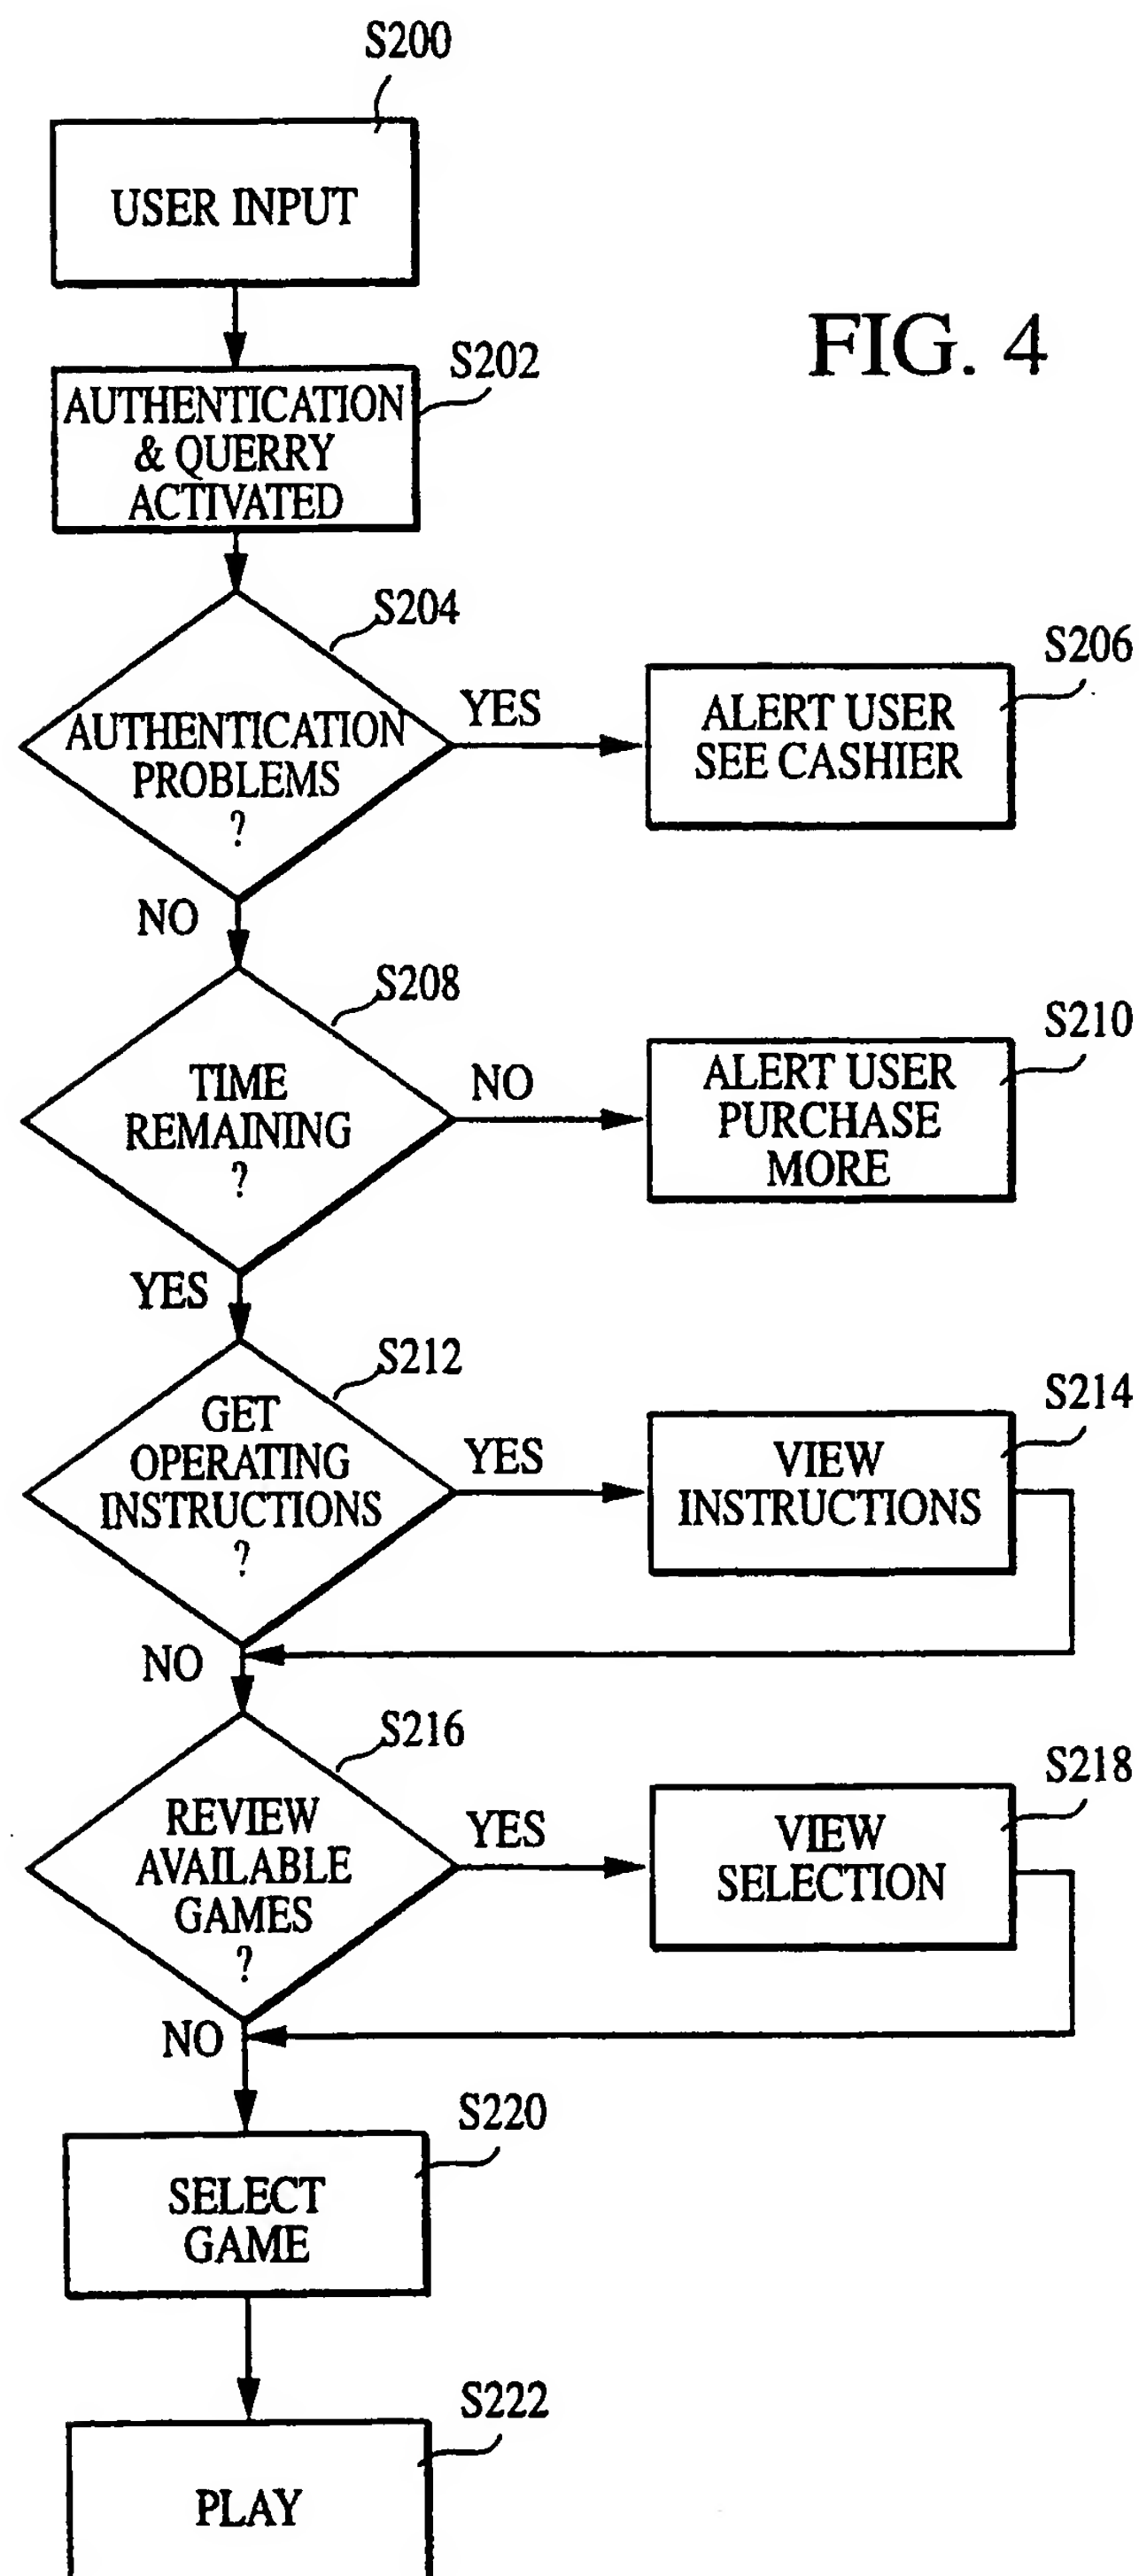 S200
USER INPUT
FIG. 4
S202
AUTHENTICATION
& QUERRY
ACTIVATED
S204
AUTHENTICATION
PROBLEMS
?
YES
S206
ALERT USER
SEE CASHIER
NO
S208
TIME
REMAINING
?
NO
S210
ALERT USER
PURCHASE
MORE
YES
S212
GET
OPERATING
INSTRUCTIONS
?
YES
S214
VIEW
INSTRUCTIONS
NO
S216
REVIEW
AVAILABLE
GAMES
?
YES
S218
VIEW
SELECTION
NO
S220
SELECT
GAME
S222
PLAY